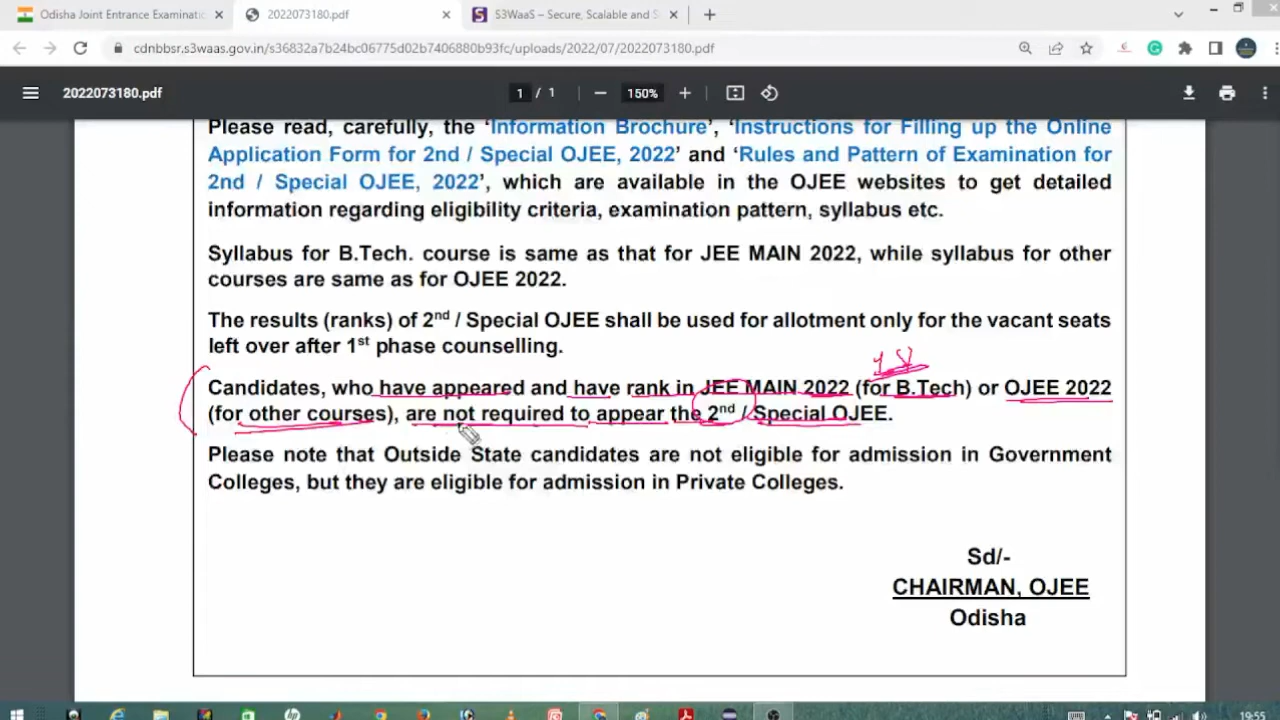 Odisha Joint Entrance Examinatio
2022073180.pdf
S3WaaS – Secure, Scalable and S
cdnbbsr.s3waas.gov.in/s36832a7b24bc06775d02b7406880b93fc/uploads/2022/07/2022073180.pdf
2022073180.pdf
1 / 1
150%
Please read, carefully, the ‘Information Brochure’, ‘Instructions for Filling up the Online
Application Form for 2nd / Special OJEE, 2022’ and ‘Rules and Pattern of Examination for
2nd / Special OJEE, 2022’, which are available in the OJEE websites to get detailed
information regarding eligibility criteria, examination pattern, syllabus etc.
Syllabus for B.Tech. course is same as that for JEE MAIN 2022, while syllabus for other
courses are same as for OJEE 2022.
The results (ranks) of 2nd / Special OJEE shall be used for allotment only for the vacant seats
left over after 1st phase counselling.
Candidates, who have appeared and have rank in JEE MAIN 2022 (for B.Tech) or OJEE 2022
(for other courses), are not required to appear the 2nd / Special OJEE.
Please note that Outside State candidates are not eligible for admission in Government
Colleges, but they are eligible for admission in Private Colleges.
Sd/-
CHAIRMAN, OJEE
Odisha
19:55